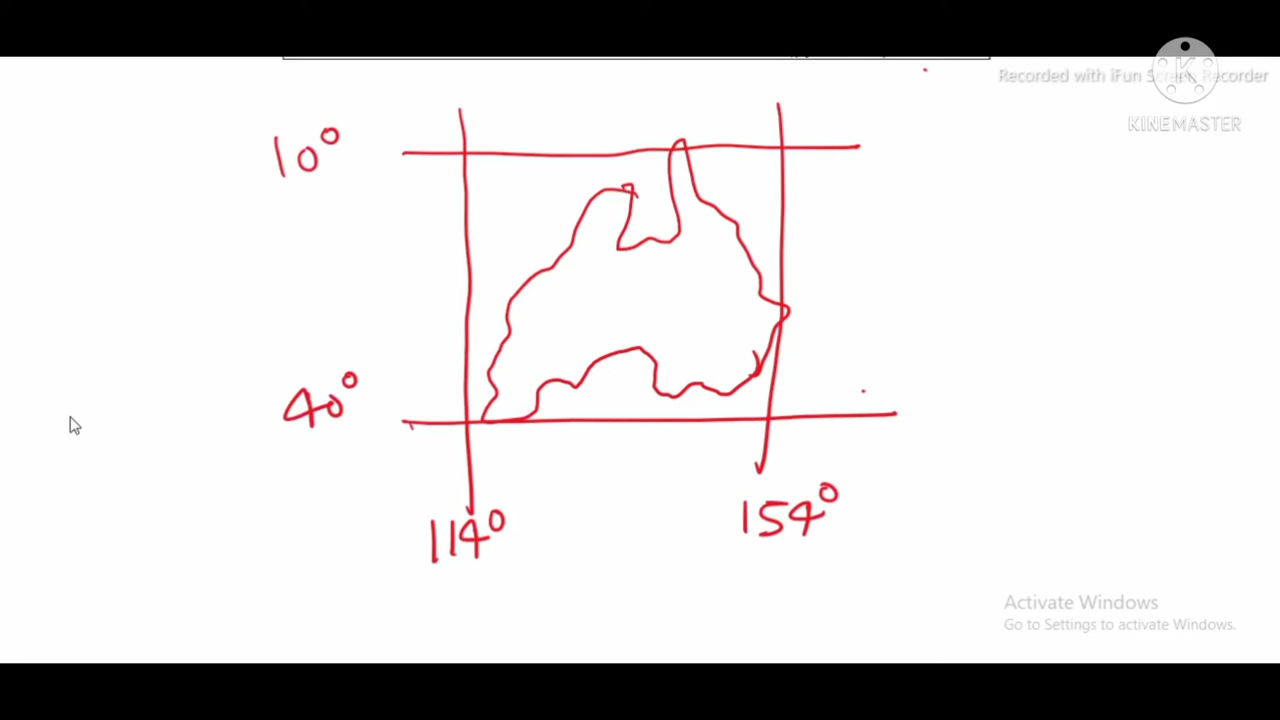 Recorded with iFun Screen Recorder
KINEMASTER
10°
40°
114°
154°
Activate Windows
Go to Settings to activate Windows.